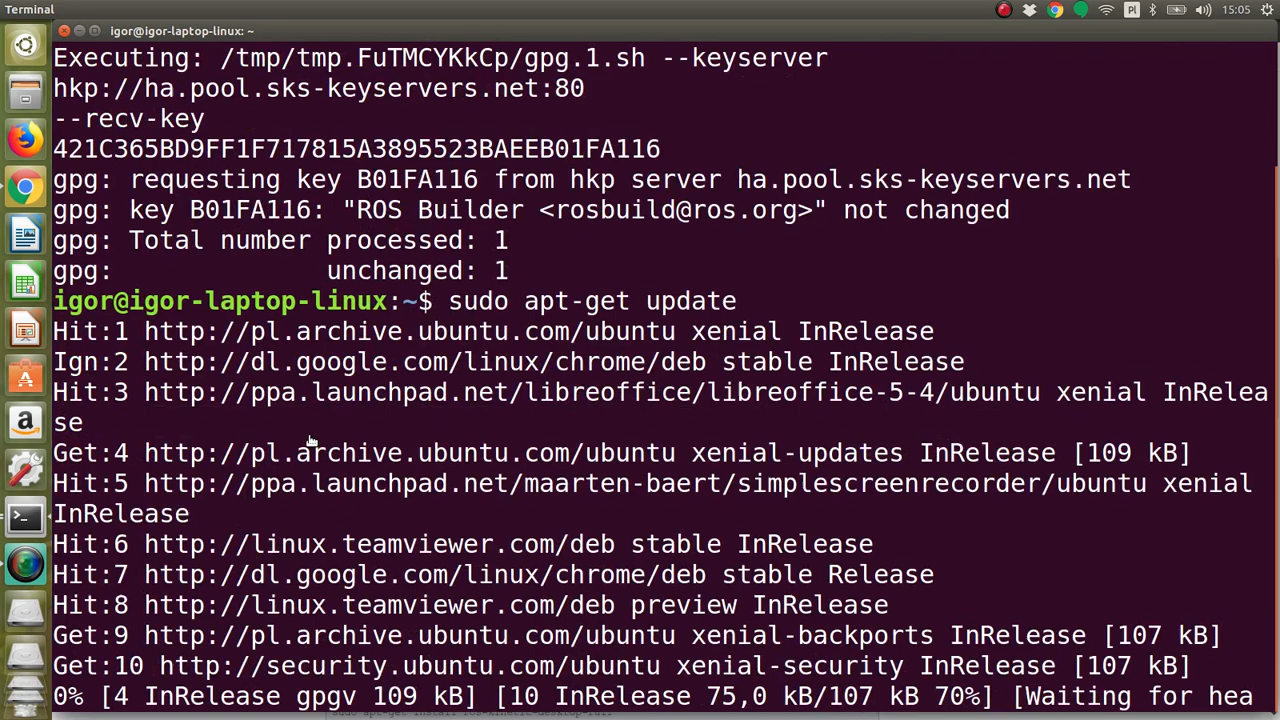 Terminal
Pl
15:05
igor@igor-laptop-linux: ~
Executing: /tmp/tmp.FuTMCYKkCp/gpg.1.sh --keyserver
hkp://ha.pool.sks-keyservers.net:80
--recv-key
421C365BD9FF1F717815A3895523BAEEB01FA116
gpg: requesting key B01FA116 from hkp server ha.pool.sks-keyservers.net
gpg: key B01FA116: "ROS Builder <rosbuild@ros.org>" not changed
gpg: Total number processed: 1
gpg:              unchanged: 1
igor@igor-laptop-linux:~$ sudo apt-get update
Hit:1 http://pl.archive.ubuntu.com/ubuntu xenial InRelease
Ign:2 http://dl.google.com/linux/chrome/deb stable InRelease
Hit:3 http://ppa.launchpad.net/libreoffice/libreoffice-5-4/ubuntu xenial InRelea
se
Get:4 http://pl.archive.ubuntu.com/ubuntu xenial-updates InRelease [109 kB]
Hit:5 http://ppa.launchpad.net/maarten-baert/simplescreenrecorder/ubuntu xenial
InRelease
Hit:6 http://linux.teamviewer.com/deb stable InRelease
Hit:7 http://dl.google.com/linux/chrome/deb stable Release
Hit:8 http://linux.teamviewer.com/deb preview InRelease
Get:9 http://pl.archive.ubuntu.com/ubuntu xenial-backports InRelease [107 kB]
Get:10 http://security.ubuntu.com/ubuntu xenial-security InRelease [107 kB]
0% [4 InRelease gpgv 109 kB] [10 InRelease 75,0 kB/107 kB 70%] [Waiting for hea